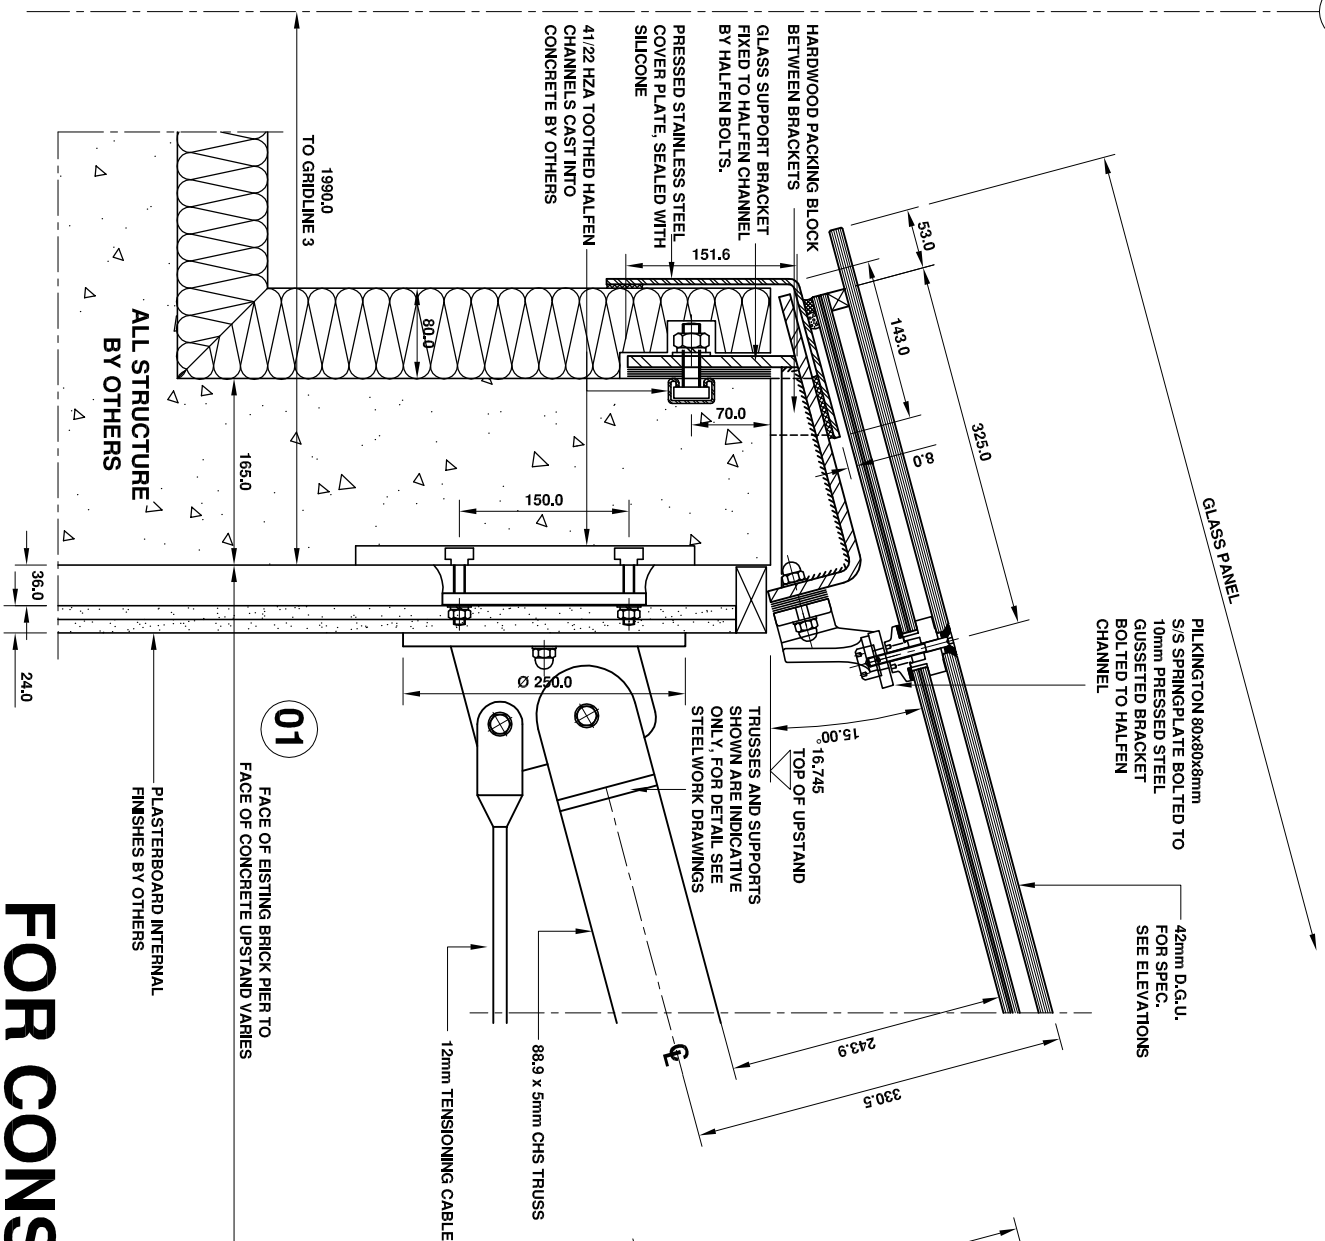 HARDWOOD PACKING BLOCK
BETWEEN BRACKETS
GLASS SUPPORT BRACKET
FIXED TO HALFEN CHANNEL
BY HALFEN BOLTS.
PRESSED STAINLESS STEEL
COVER PLATE, SEALED WITH
SILICONE
41/22 HZA TOOTHED HALFEN
CHANNELS CAST INTO
CONCRETE BY OTHERS
1990.0
TO GRIDLINE 3
ALL STRUCTURE
BY OTHERS
151.6
80.0
70.0
165.0
150.0
36.0
24.0
Ø 250.0
53.0
143.0
325.0
8.0
GLASS PANEL
PILKINGTON 80x80x8mm
S/S SPRINGPLATE BOLTED TO
10mm PRESSED STEEL
GUSSETED BRACKET
BOLTED TO HALFEN
CHANNEL
15.00°
16.745
TOP OF UPSTAND
TRUSSES AND SUPPORTS
SHOWN ARE INDICATIVE
ONLY, FOR DETAIL SEE
STEELWORK DRAWINGS
42mm D.G.U.
FOR SPEC.
SEE ELEVATIONS
01
FACE OF EISTING BRICK PIER TO
FACE OF CONCRETE UPSTAND VARIES
PLASTERBOARD INTERNAL
FINISHES BY OTHERS
243.9
330.5
CL
88.9 x 5mm CHS TRUSS
12mm TENSIONING CABLE
FOR CONS